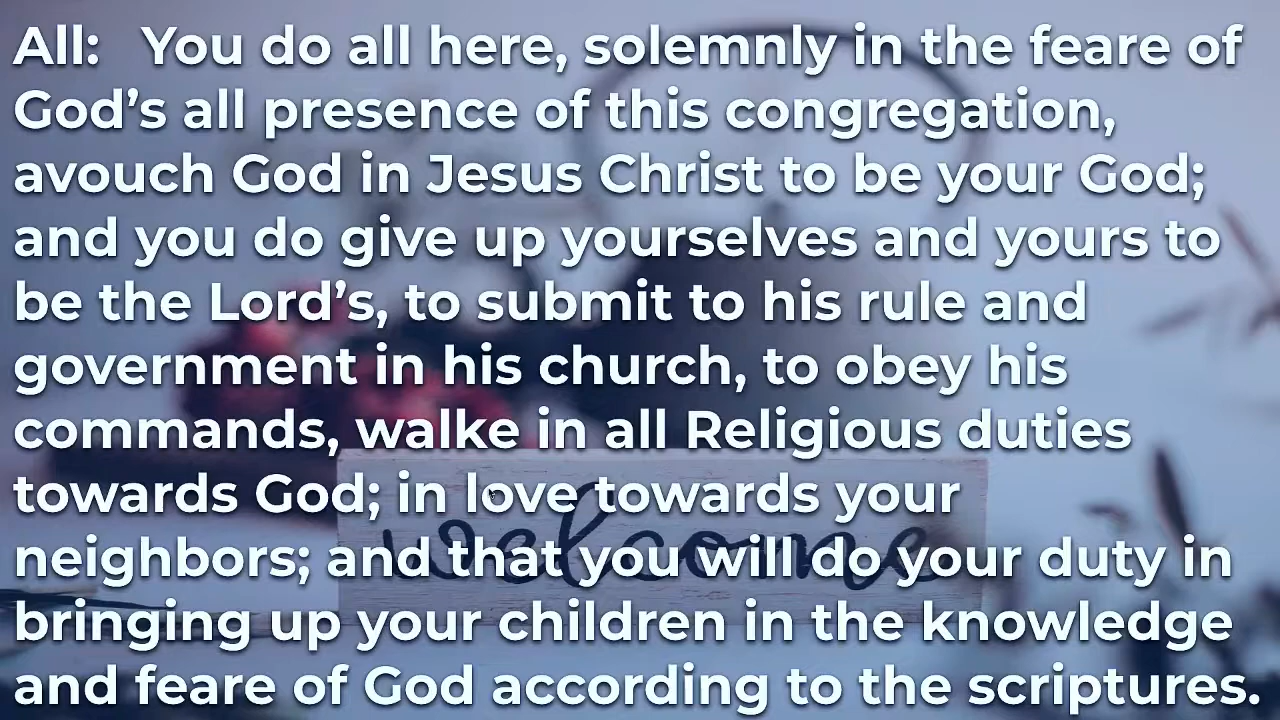 All: You do all here, solemnly in the feare of
God’s all presence of this congregation,
avouch God in Jesus Christ to be your God;
and you do give up yourselves and yours to
be the Lord’s, to submit to his rule and
government in his church, to obey his
commands, walke in all Religious duties
towards God; in love towards your
neighbors; and that you will do your duty in
bringing up your children in the knowledge
and feare of God according to the scriptures.
welcome